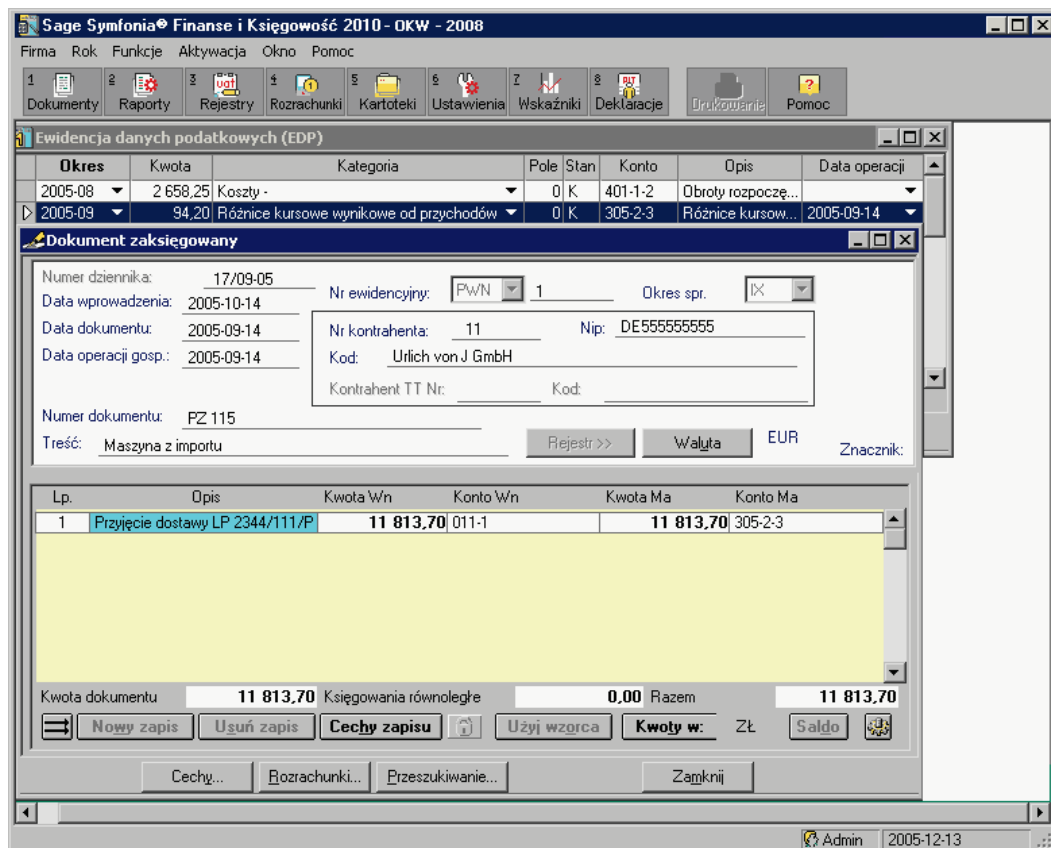 Sage Symfonia® Finanse i Księgowość 2010 - OKW - 2008
Firma Rok Funkcje Aktywacja Okno Pomoc
1 2 3 4 5 6 7 8
vat 1 PŁT ?
Dokumenty Raporty Rejestry Rozrachunki Kartoteki Ustawienia Wskaźniki Deklaracje Drukowanie Pomoc
Ewidencja danych podatkowych (EDP)
Okres Kwota Kategoria Pole Stan Konto Opis Data operacji
2005-08 2 658,25 Koszty - 0 K 401-1-2 Obroty rozpoczę...
2005-09 94,20 Różnice kursowe wynikowe od przychodów 0 K 305-2-3 Różnice kursow... 2005-09-14
Dokument zaksięgowany
Numer dziennika: 17/09-05 Nr ewidencyjny: PWN 1 Okres spr. IX
Data wprowadzenia: 2005-10-14
Data dokumentu: 2005-09-14 Nr kontrahenta: 11 Nip: DE555555555
Data operacji gosp.: 2005-09-14 Kod: Urlich von J GmbH
Kontrahent TT Nr: Kod:
Numer dokumentu: PZ 115
Treść: Maszyna z importu Rejestr >> Waluta EUR Znacznik:
Lp. Opis Kwota Wn Konto Wn Kwota Ma Konto Ma
1 Przyjęcie dostawy LP 2344/111/P 11 813,70 011-1 11 813,70 305-2-3
Kwota dokumentu 11 813,70 Księgowania równoległe 0,00 Razem 11 813,70
Nowy zapis Usuń zapis Cechy zapisu Użyj wzorca Kwoty w: ZŁ Saldo
Cechy... Rozrachunki... Przeszukiwanie... Zamknij
Admin 2005-12-13